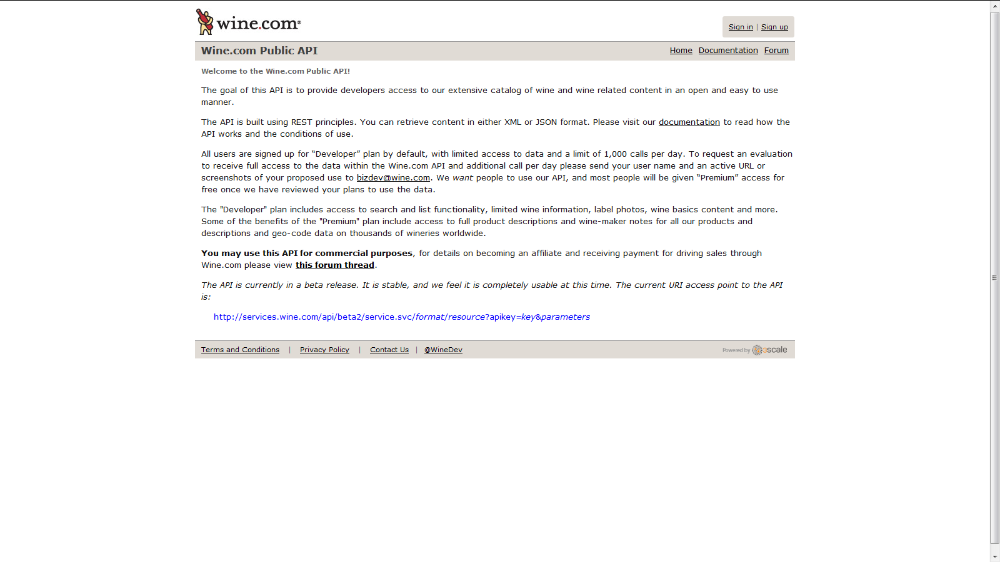 wine.com®
Sign in | Sign up
Wine.com Public API
Home Documentation Forum
Welcome to the Wine.com Public API!
The goal of this API is to provide developers access to our extensive catalog of wine and wine related content in an open and easy to use
manner.
The API is built using REST principles. You can retrieve content in either XML or JSON format. Please visit our documentation to read how the
API works and the conditions of use.
All users are signed up for “Developer” plan by default, with limited access to data and a limit of 1,000 calls per day. To request an evaluation
to receive full access to the data within the Wine.com API and additional call per day please send your user name and an active URL or
screenshots of your proposed use to bizdev@wine.com. We want people to use our API, and most people will be given “Premium” access for
free once we have reviewed your plans to use the data.
The "Developer" plan includes access to search and list functionality, limited wine information, label photos, wine basics content and more.
Some of the benefits of the "Premium" plan include access to full product descriptions and wine-maker notes for all our products and
descriptions and geo-code data on thousands of wineries worldwide.
You may use this API for commercial purposes, for details on becoming an affiliate and receiving payment for driving sales through
Wine.com please view this forum thread.
The API is currently in a beta release. It is stable, and we feel it is completely usable at this time. The current URI access point to the API
is:
http://services.wine.com/api/beta2/service.svc/format/resource?apikey=key&parameters
Terms and Conditions | Privacy Policy | Contact Us | @WineDev
Powered by 3scale